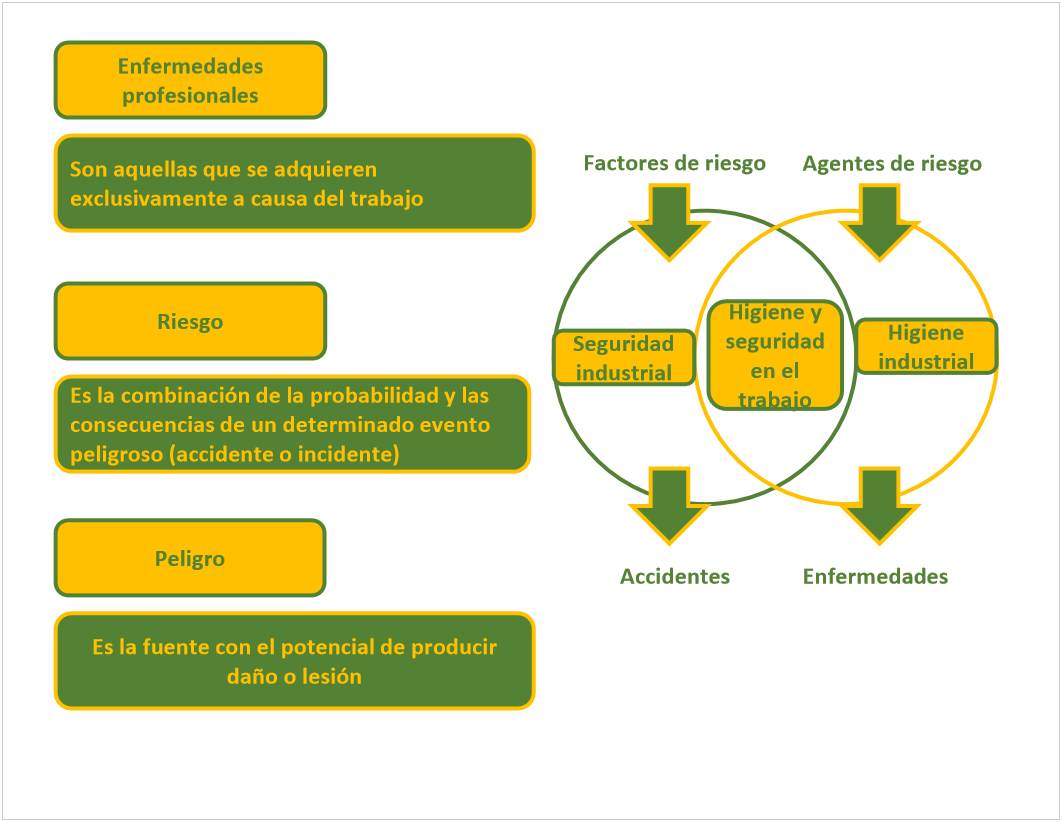 Enfermedades
profesionales
Son aquellas que se adquieren
exclusivamente a causa del trabajo
Riesgo
Es la combinación de la probabilidad y las
consecuencias de un determinado evento
peligroso (accidente o incidente)
Peligro
Es la fuente con el potencial de producir
daño o lesión
Factores de riesgo
Agentes de riesgo
Seguridad
industrial
Higiene y
seguridad
en el
trabajo
Higiene
industrial
Accidentes
Enfermedades